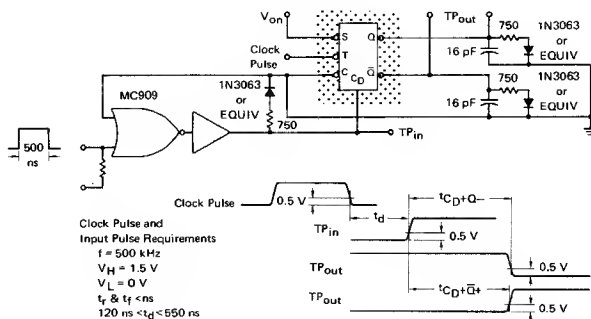 Von
TPout
Clock
Pulse
S Q
T
C CD Q̅
750
1N3063
or
EQUIV
16 pF
750
1N3063
or
EQUIV
16 pF
1N3063
or
EQUIV
750
MC909
TPin
500
ns
Clock Pulse
0.5 V
td
tCD+Q-
TPin
0.5 V
TPout
0.5 V
tCD+Q̅+
TPout
0.5 V
Clock Pulse and
Input Pulse Requirements
f = 500 kHz
VH = 1.5 V
VL = 0 V
tr & tf <ns
120 ns <td< 550 ns